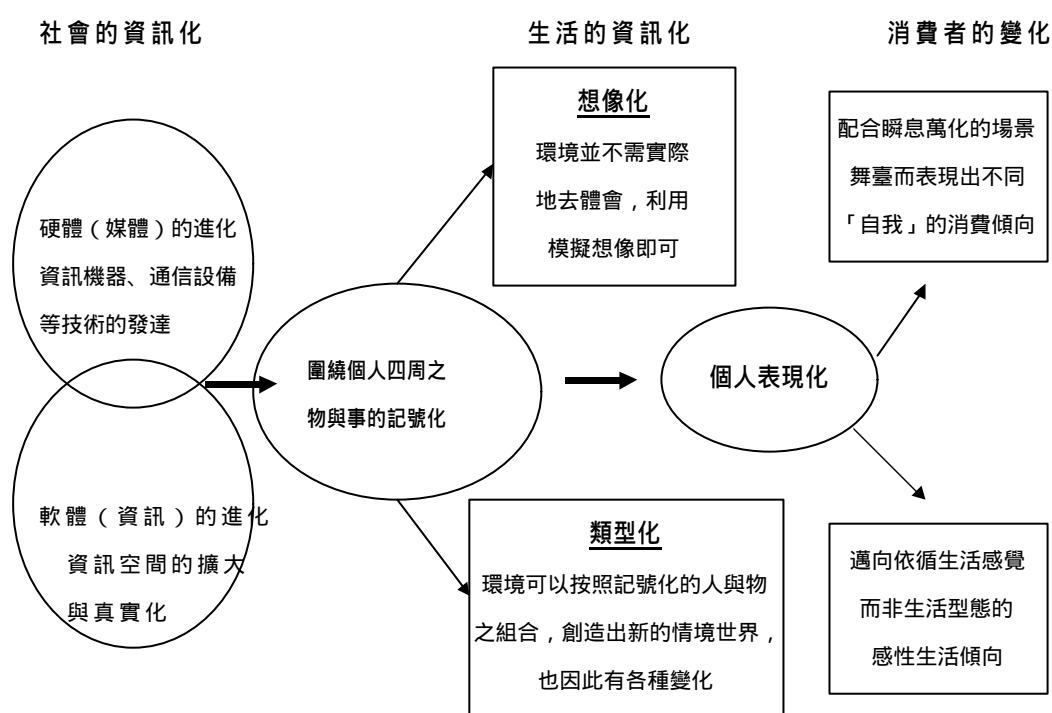 社會的資訊化
生活的資訊化
消費者的變化
硬體（媒體）的進化
資訊機器、通信設備
等技術的發達
軟體（資訊）的進化
資訊空間的擴大
與真實化
圍繞個人四周之
物與事的記號化
想像化
環境並不需實際
地去體會，利用
模擬想像即可
類型化
環境可以按照記號化的人與物
之組合，創造出新的情境世界，
也因此有各種變化
個人表現化
配合瞬息萬化的場景
舞臺而表現出不同
「自我」的消費傾向
邁向依循生活感覺
而非生活型態的
感性生活傾向